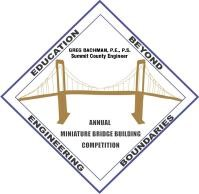 EDUCATION
BEYOND
GREG BACHMAN, P.E., P.S.
Summit County Engineer
ANNUAL
MINIATURE BRIDGE BUILDING
COMPETITION
ENGINEERING
BOUNDARIES